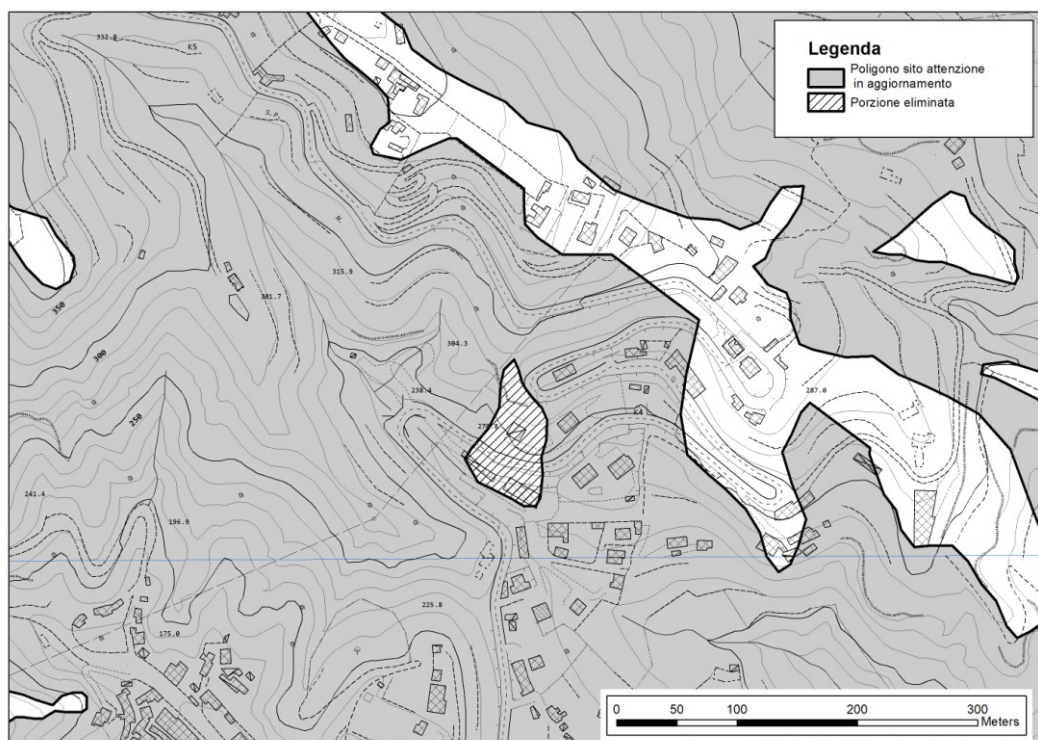 Legenda
Poligono sito attenzione
in aggiornamento
Porzione eliminata
332.8
K5
S.P.
N.
315.9
301.7
350
304.3
300
287.0
238.4
250
K4
241.4
196.9
225.8
175.0
0 50 100 200 300
Meters